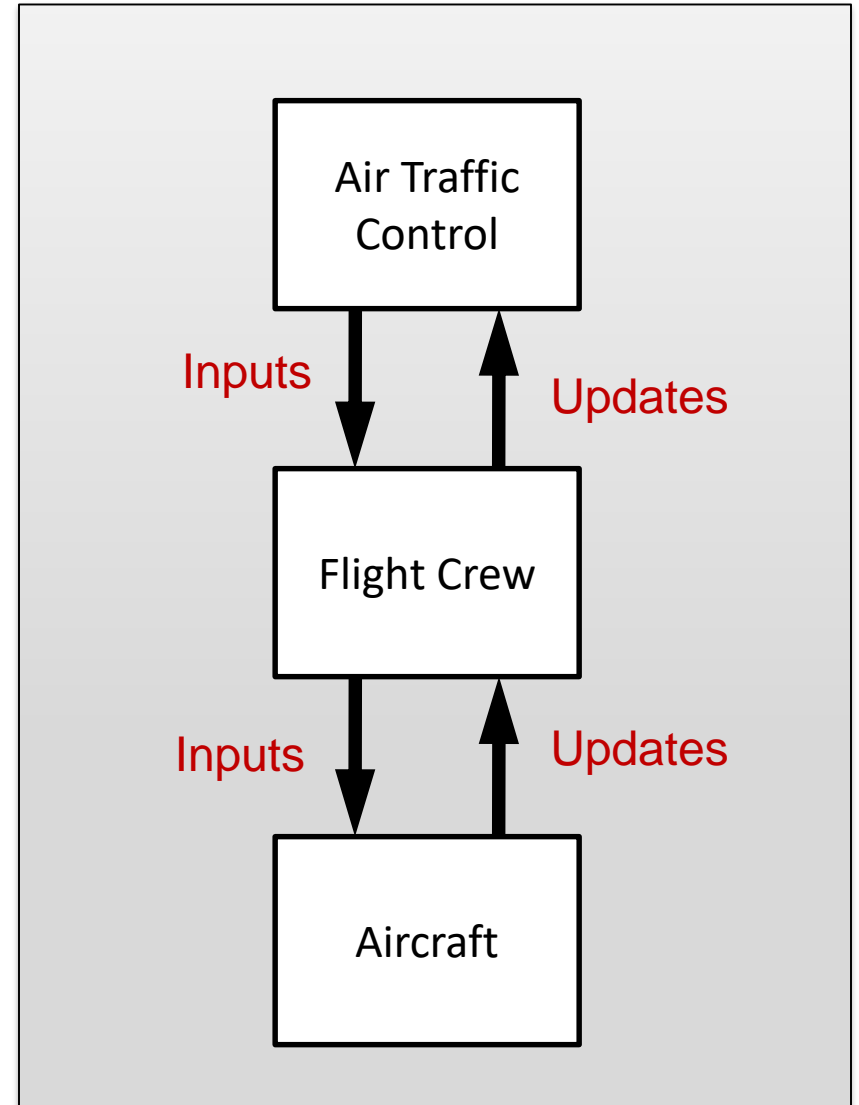 Air Traffic
Control
Inputs
Updates
Flight Crew
Inputs
Updates
Aircraft